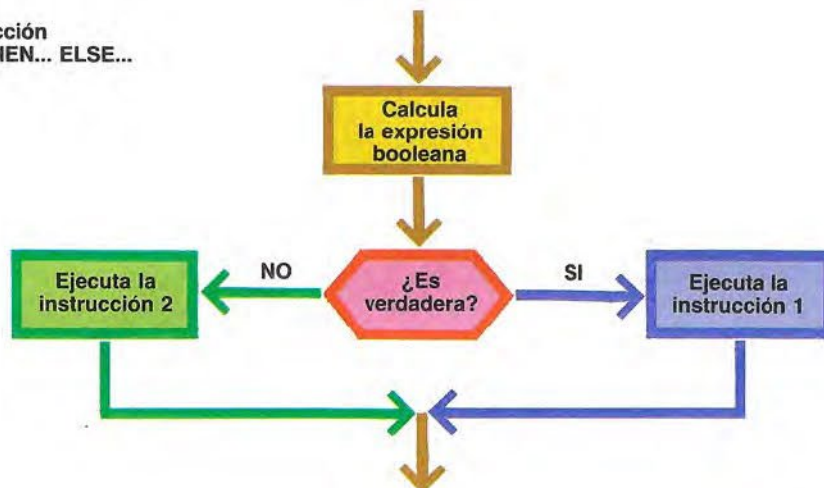 cción
HEN... ELSE...
Calcula
la expresión
booleana
¿Es
verdadera?
NO
SI
Ejecuta la
instrucción 2
Ejecuta la
instrucción 1